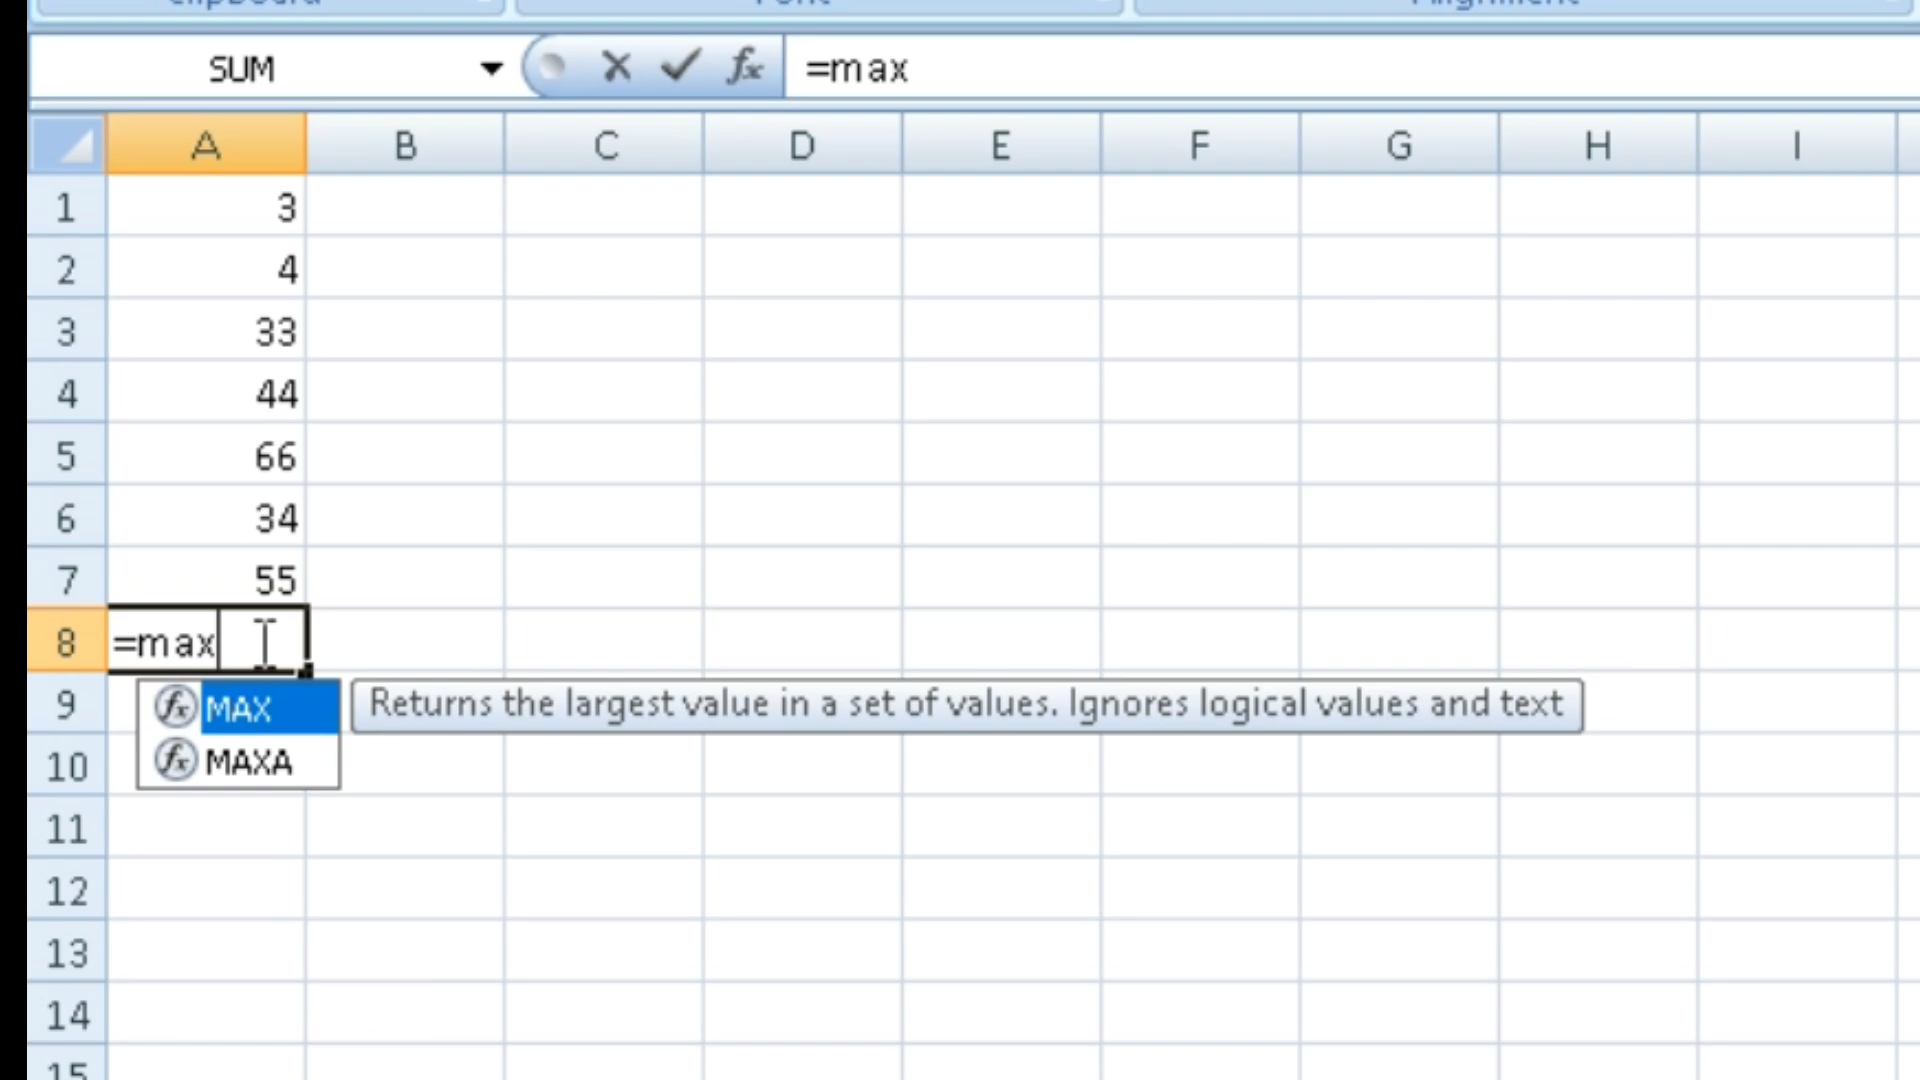 SUM =max
A B C D E F G H I
1 3
2 4
3 33
4 44
5 66
6 34
7 55
8 =max
9 MAX Returns the largest value in a set of values. Ignores logical values and text
10 MAXA
11
12
13
14
15